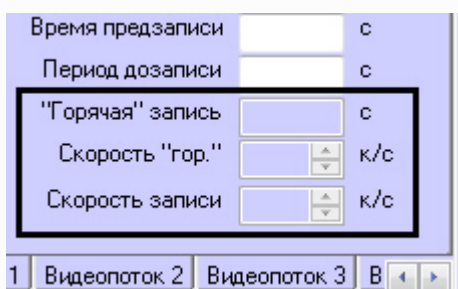 Время предзаписи с
Период дозаписи с
"Горячая" запись с
Скорость "гор." к/с
Скорость записи к/с
1 Видеопоток 2 Видеопоток 3 В